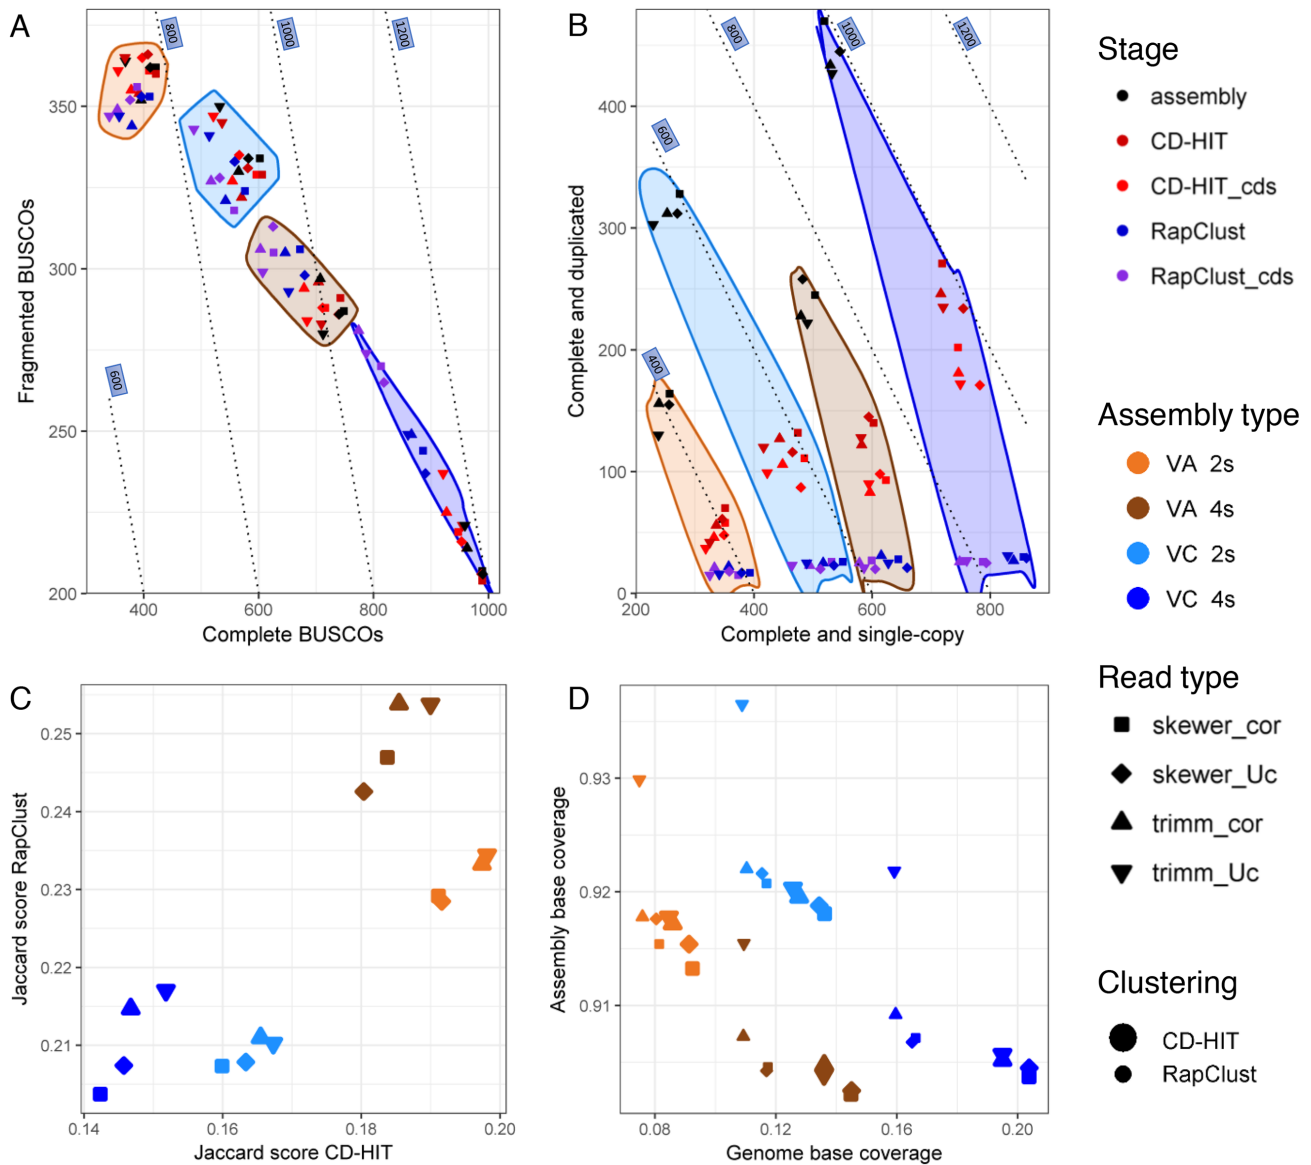 A
800
1000
1200
600
350
300
250
200
400
600
800
1000
Fragmented BUSCOs
Complete BUSCOs
B
800
1000
1200
600
400
400
300
200
100
0
200
400
600
800
Complete and duplicated
Complete and single-copy
Stage
assembly
CD-HIT
CD-HIT_cds
RapClust
RapClust_cds
Assembly type
VA 2s
VA 4s
VC 2s
VC 4s
Read type
skewer_cor
skewer_Uc
trimm_cor
trimm_Uc
Clustering
CD-HIT
RapClust
C
0.25
0.24
0.23
0.22
0.21
0.14
0.16
0.18
0.20
Jaccard score RapClust
Jaccard score CD-HIT
D
0.93
0.92
0.91
0.08
0.12
0.16
0.20
Assembly base coverage
Genome base coverage